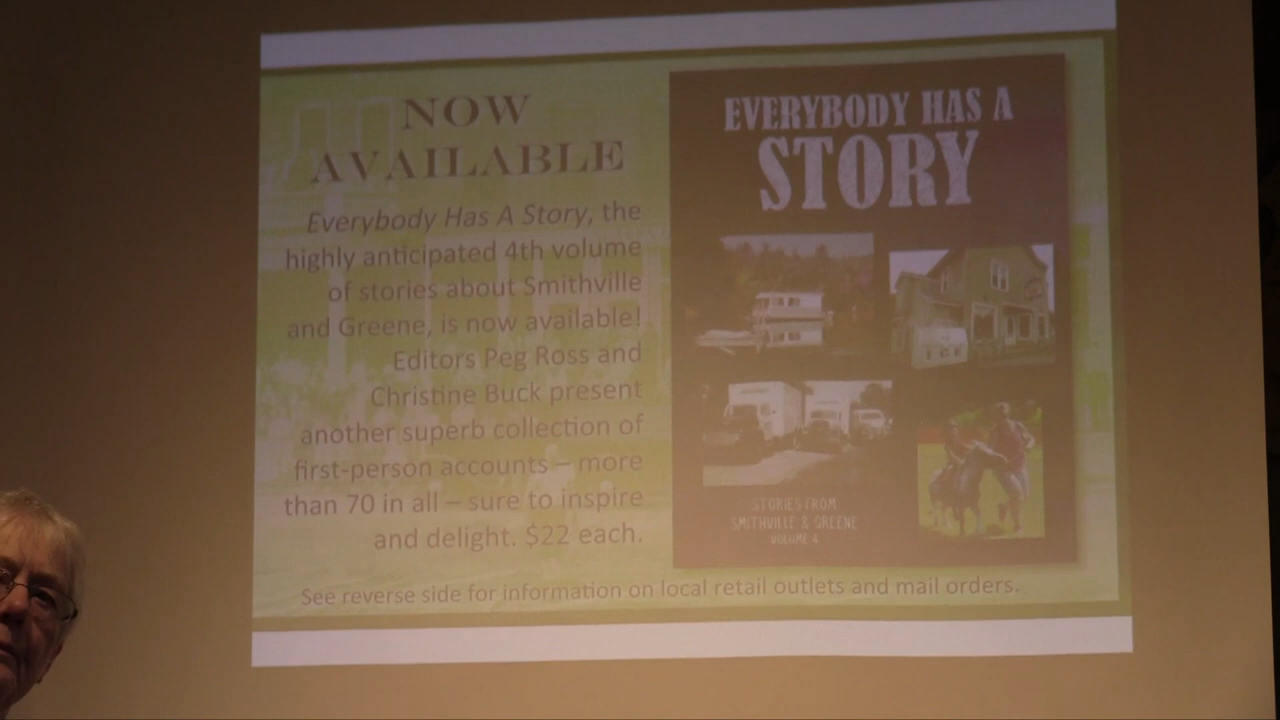 NOW
AVAILABLE
Everybody Has A Story, the
highly anticipated 4th volume
of stories about Smithville
and Greene, is now available!
Editors Peg Ross and
Christine Buck present
another superb collection of
first-person accounts – more
than 70 in all – sure to inspire
and delight. $22 each.
EVERYBODY HAS A
STORY
STORIES FROM
SMITHVILLE & GREENE
VOLUME 4
See reverse side for information on local retail outlets and mail orders.